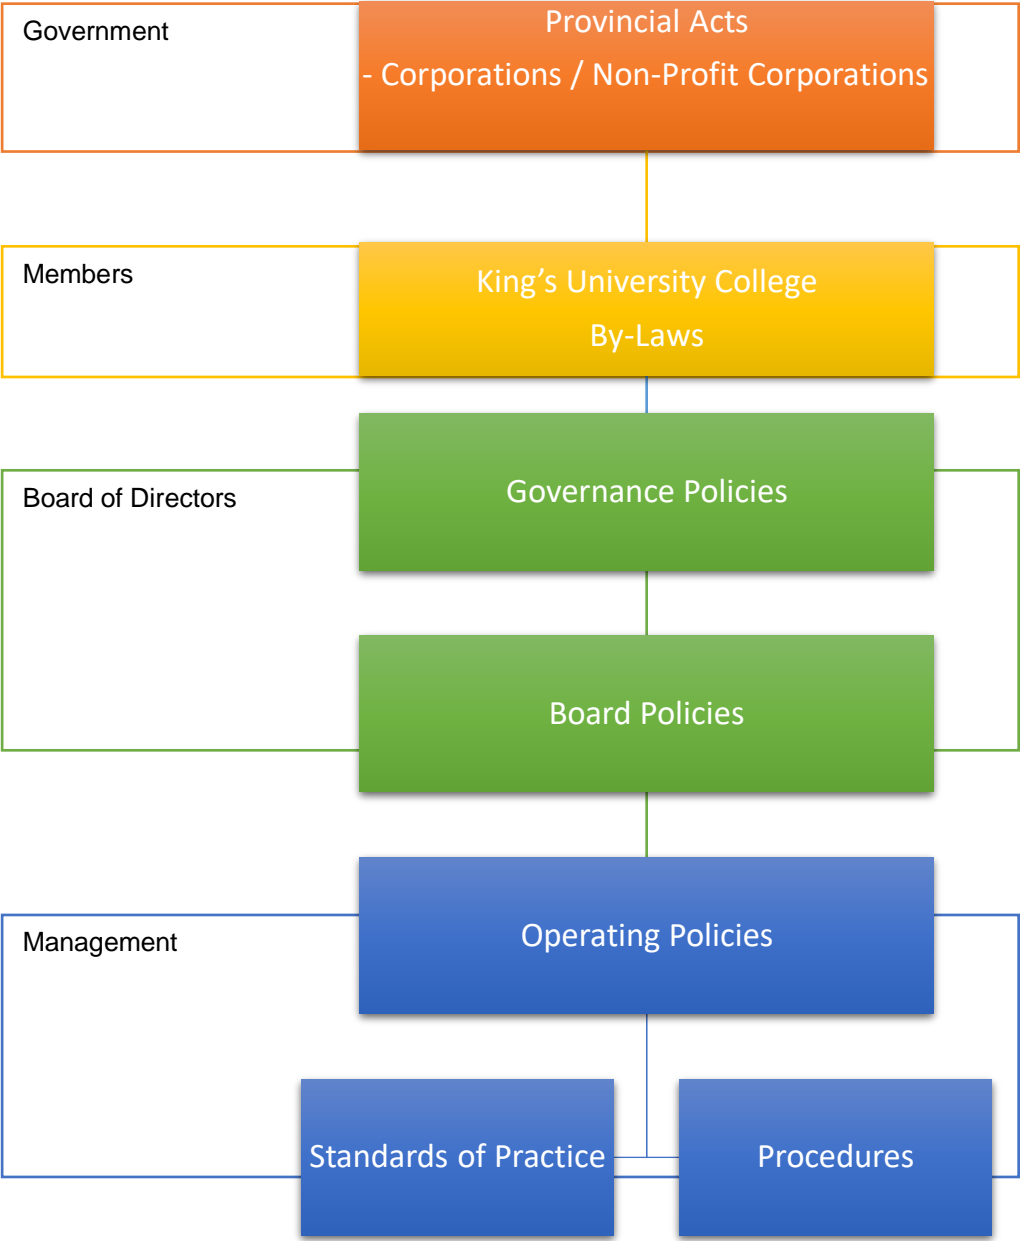 Government
Provincial Acts
- Corporations / Non-Profit Corporations
Members
King’s University College
By-Laws
Board of Directors
Governance Policies
Board Policies
Management
Operating Policies
Standards of Practice
Procedures